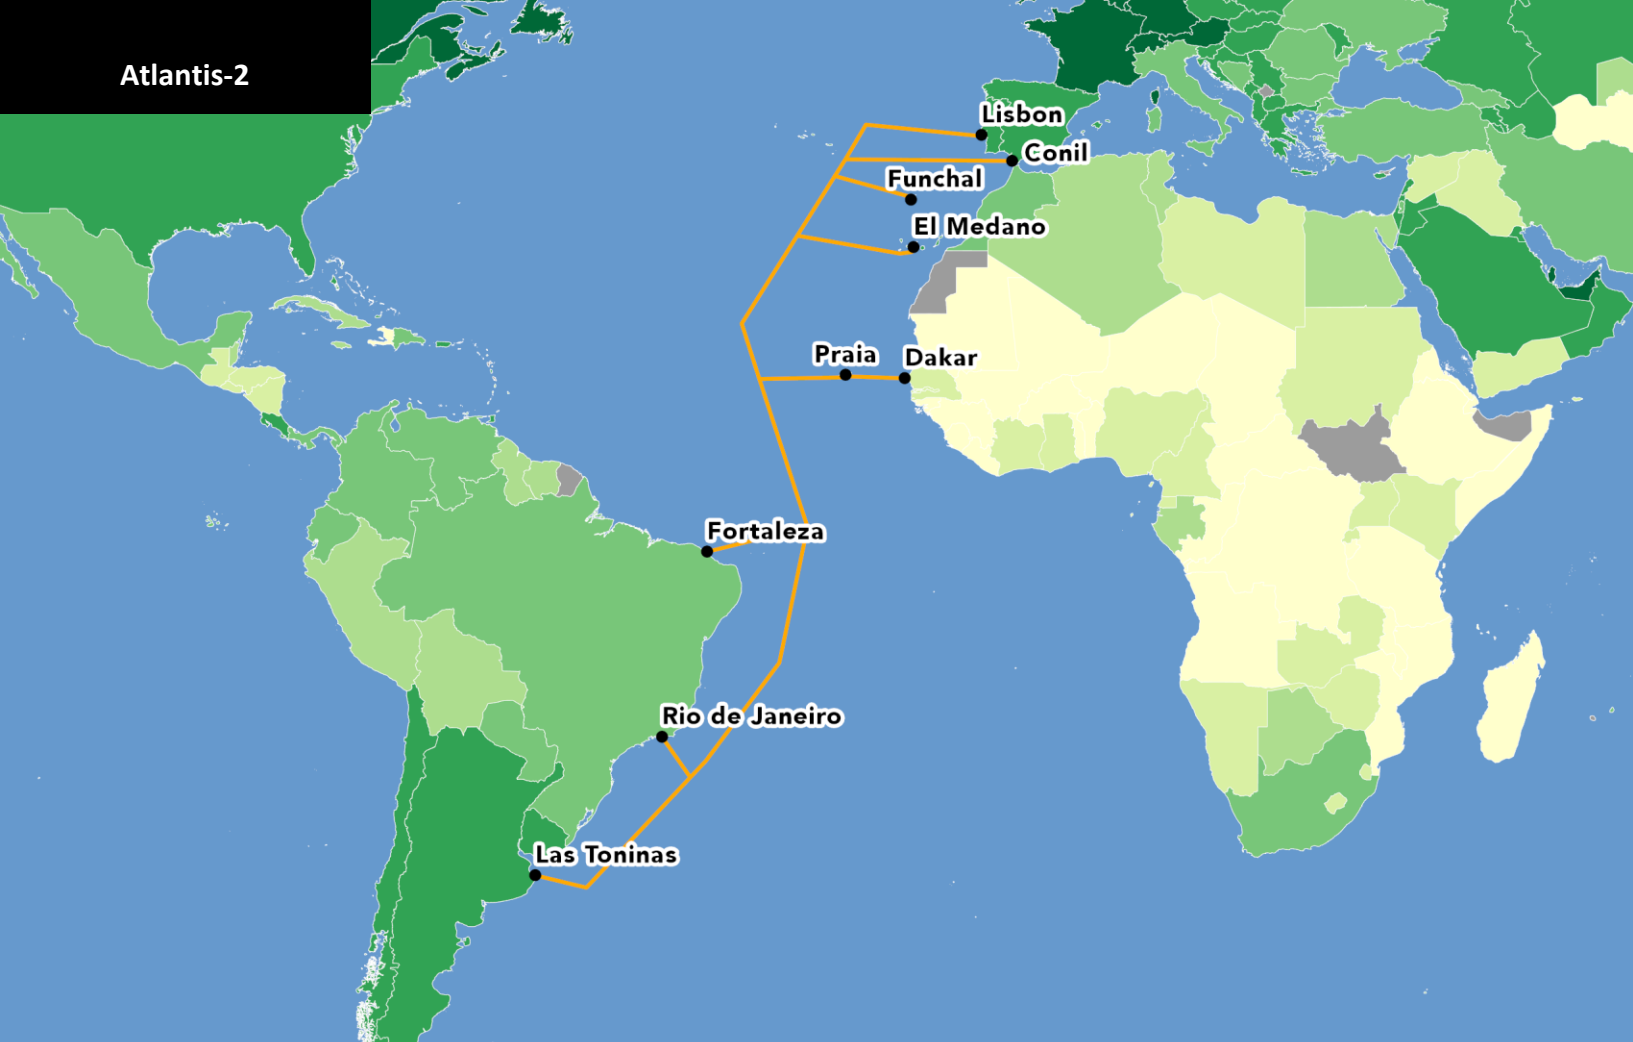 Atlantis-2
Lisbon
Conil
Funchal
El Medano
Praia
Dakar
Fortaleza
Rio de Janeiro
Las Toninas